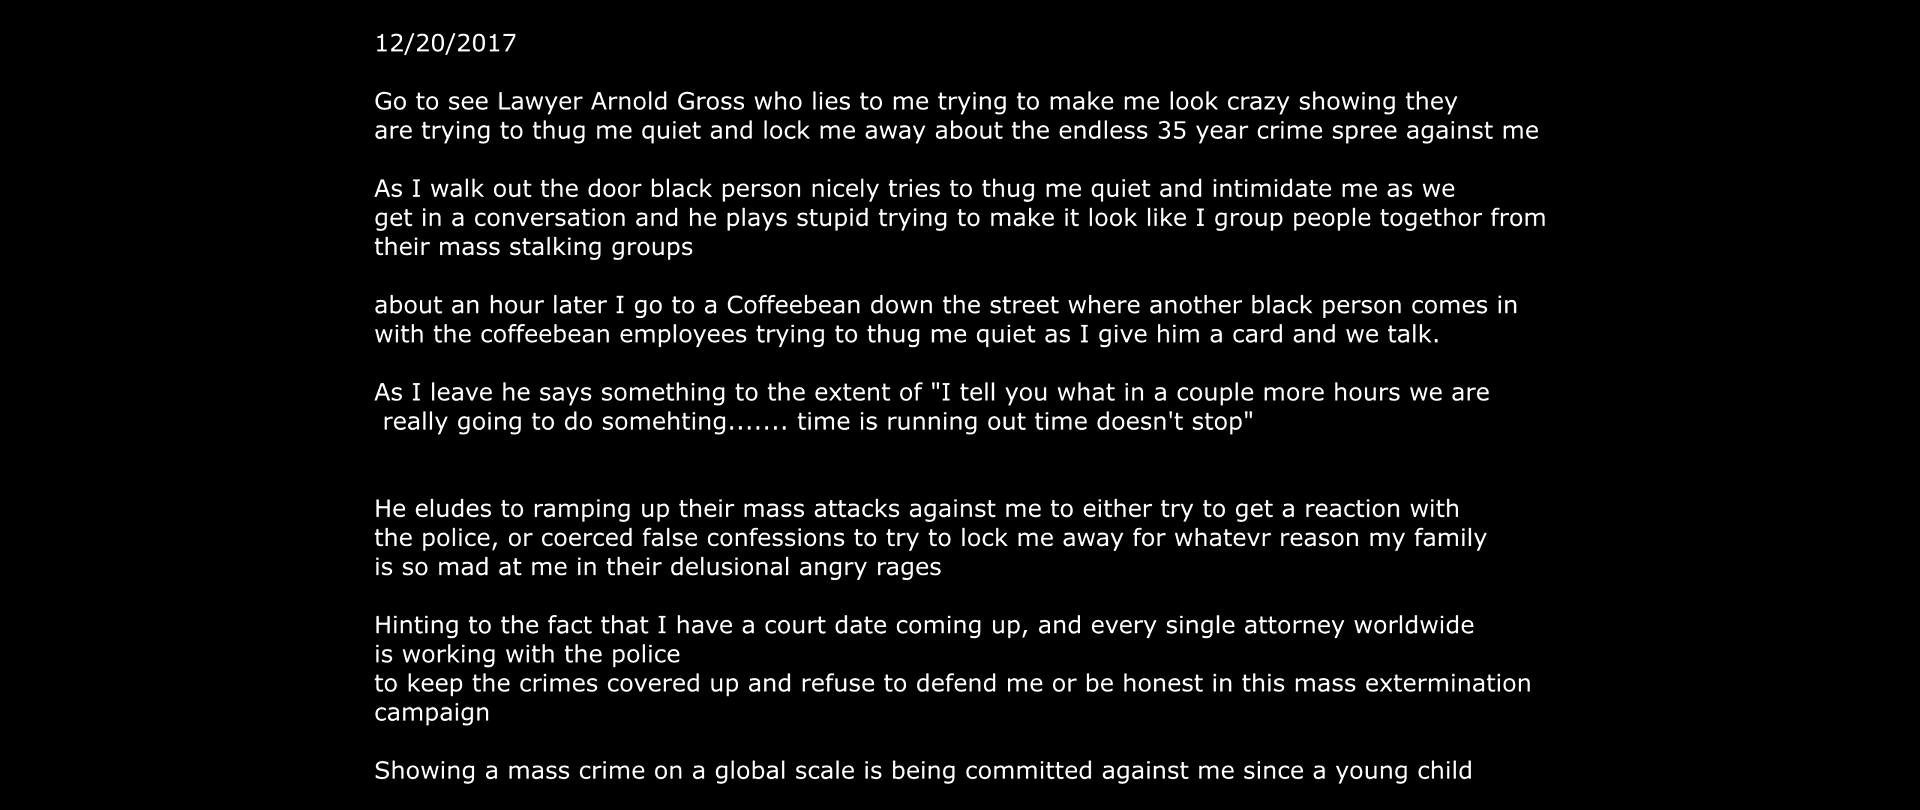 12/20/2017
Go to see Lawyer Arnold Gross who lies to me trying to make me look crazy showing they
are trying to thug me quiet and lock me away about the endless 35 year crime spree against me
As I walk out the door black person nicely tries to thug me quiet and intimidate me as we
get in a conversation and he plays stupid trying to make it look like I group people togethor from
their mass stalking groups
about an hour later I go to a Coffeebean down the street where another black person comes in
with the coffeebean employees trying to thug me quiet as I give him a card and we talk.
As I leave he says something to the extent of "I tell you what in a couple more hours we are
really going to do somehting....... time is running out time doesn't stop"
He eludes to ramping up their mass attacks against me to either try to get a reaction with
the police, or coerced false confessions to try to lock me away for whatevr reason my family
is so mad at me in their delusional angry rages
Hinting to the fact that I have a court date coming up, and every single attorney worldwide
is working with the police
to keep the crimes covered up and refuse to defend me or be honest in this mass extermination
campaign
Showing a mass crime on a global scale is being committed against me since a young child